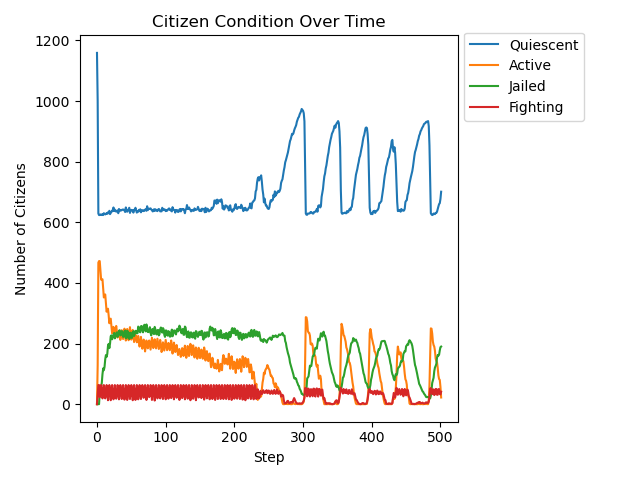 Citizen Condition Over Time
Quiescent
Active
Jailed
Fighting
1200
1000
800
600
400
200
0
Number of Citizens
0 100 200 300 400 500
Step